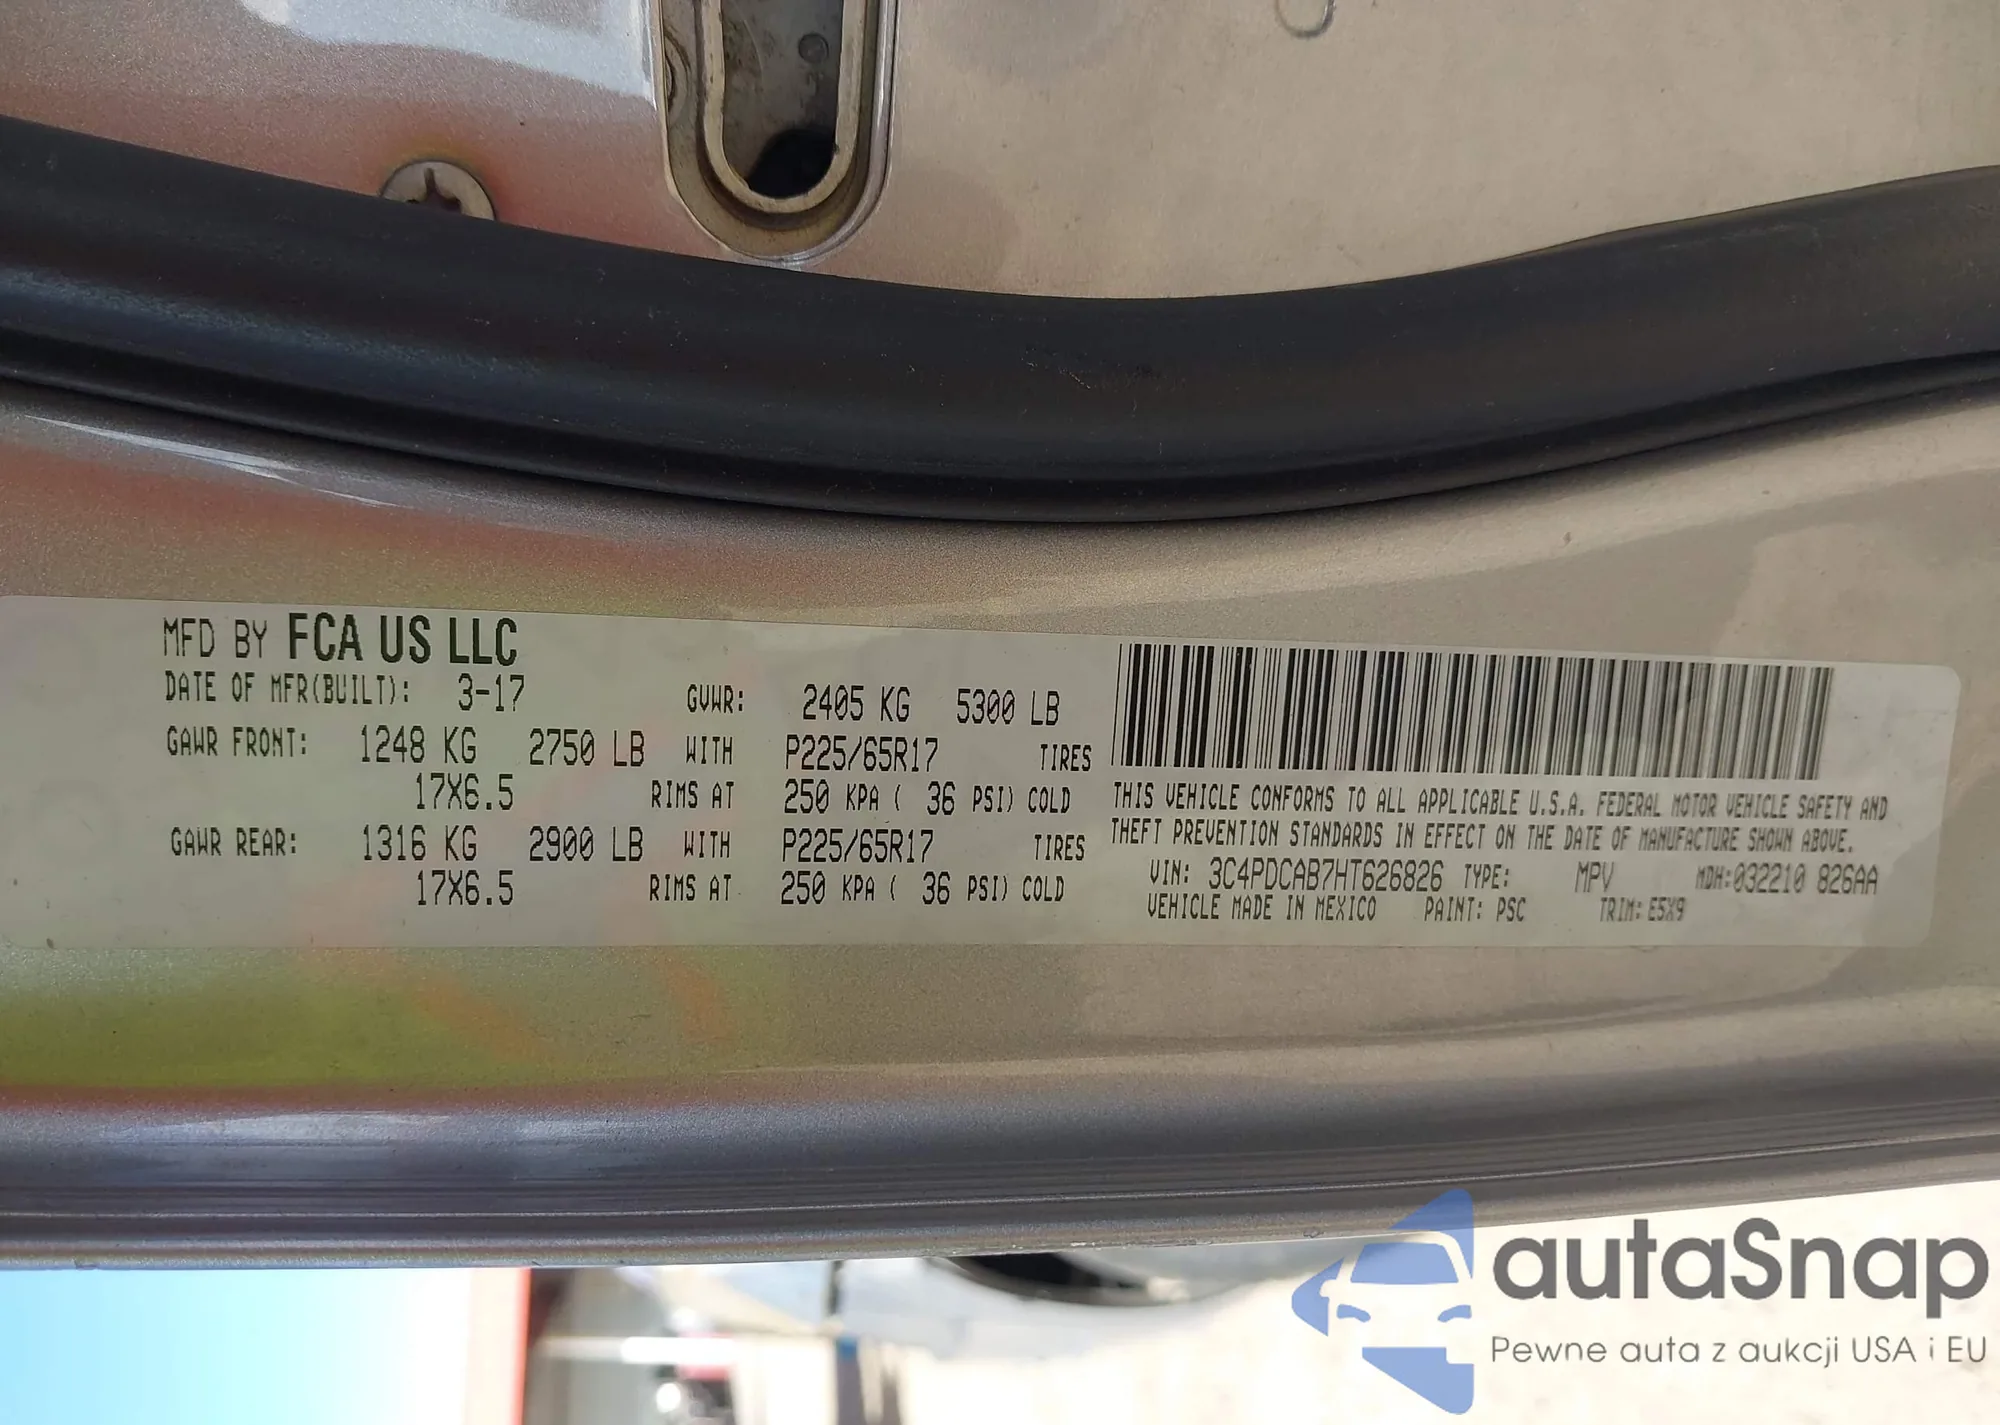 MFD BY FCA US LLC
DATE OF MFR(BUILT): 3-17 GVWR: 2405 KG 5300 LB
GAWR FRONT: 1248 KG 2750 LB WITH P225/65R17 TIRES
17X6.5 RIMS AT 250 KPA ( 36 PSI) COLD
GAWR REAR: 1316 KG 2900 LB WITH P225/65R17 TIRES
17X6.5 RIMS AT 250 KPA ( 36 PSI) COLD
THIS VEHICLE CONFORMS TO ALL APPLICABLE U.S.A. FEDERAL MOTOR VEHICLE SAFETY AND
THEFT PREVENTION STANDARDS IN EFFECT ON THE DATE OF MANUFACTURE SHOWN ABOVE.
VIN: 3C4PDCAB7HT626826 TYPE: MPV MDH:032210 826AA
VEHICLE MADE IN MEXICO PAINT: PSC TRIM: E5X9
autaSnap
Pewne auta z aukcji USA i EU